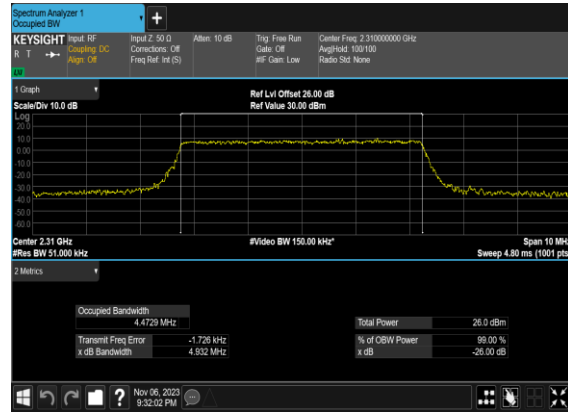 Spectrum Analyzer 1
Occupied BW
+
KEYSIGHT Input: RF Input Z: 50 Ω Atten: 10 dB Trig: Free Run Center Freq: 2.310000000 GHz
R T Coupling: DC Corrections: Off Gate: Off Avg|Hold: 100/100
Align: Off Freq Ref: Int (S) #IF Gain: Low Radio Std: None
LW
1 Graph
Ref Lvl Offset 26.00 dB
Scale/Div 10.0 dB Ref Value 30.00 dBm
Log
20.0
10.0
0.00
-10.0
-20.0
-30.0
-40.0
-50.0
-60.0
Center 2.31 GHz #Video BW 150.00 kHz* Span 10 MHz
#Res BW 51.000 kHz Sweep 4.80 ms (1001 pts
2 Metrics
Occupied Bandwidth
4.4729 MHz Total Power 26.0 dBm
Transmit Freq Error -1.726 kHz % of OBW Power 99.00 %
x dB Bandwidth 4.932 MHz x dB -26.00 dB
? Nov 06, 2023
9:32:02 PM